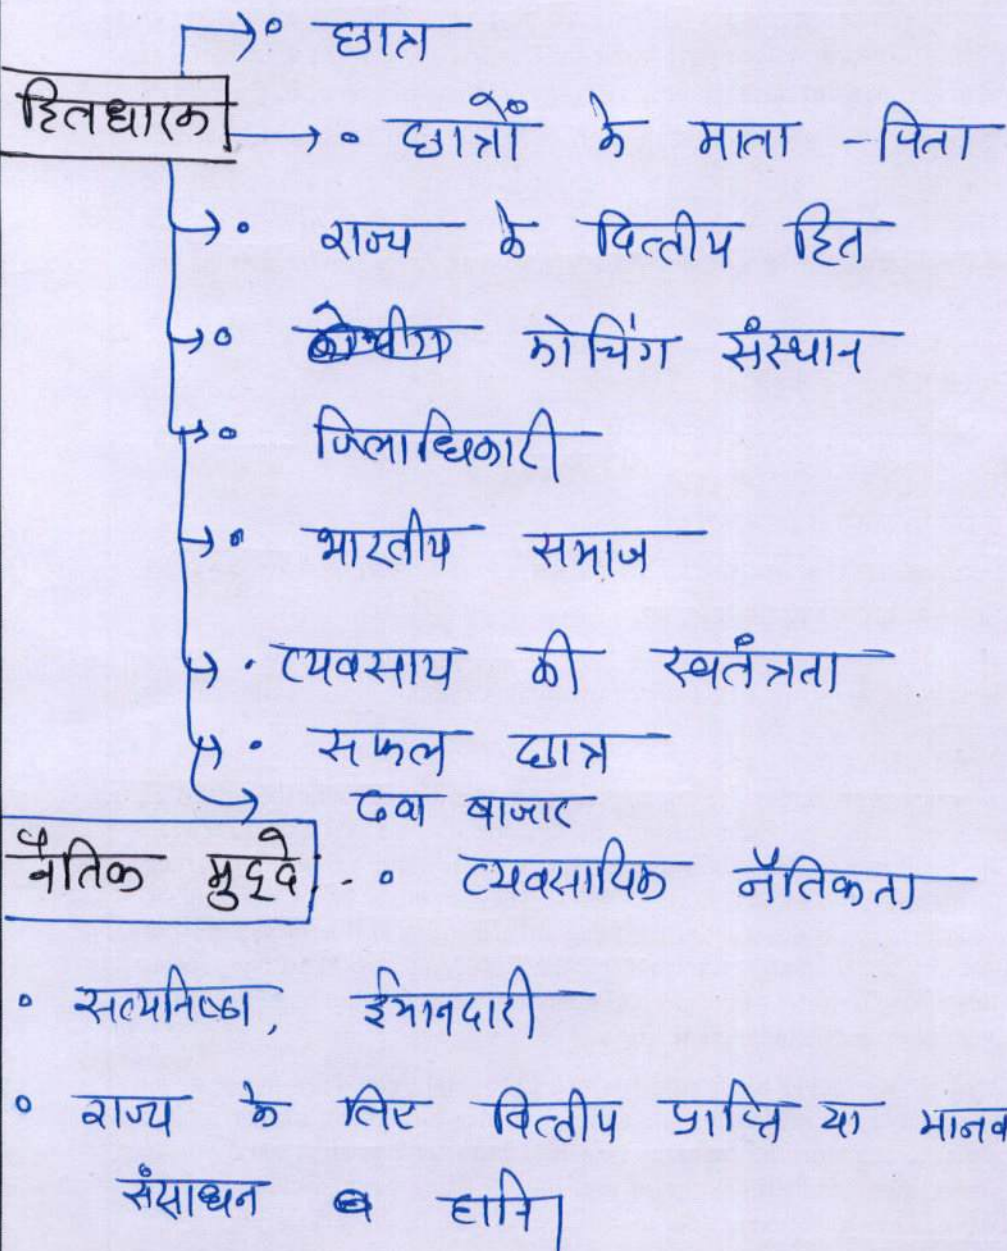 छात्र
हितधारक
छात्रों के माता - पिता
राज्य के वित्तीय हित
कोचिंग संस्थान
जिलाधिकारी
भारतीय समाज
व्यवसाय की स्वतंत्रता
सफल छात्र
दवा बाजार
नैतिक मुद्दे
व्यवसायिक नैतिकता
सत्यनिष्ठा, ईमानदारी
राज्य के लिए वित्तीय प्राप्ति या मानव
संसाधन हानि।